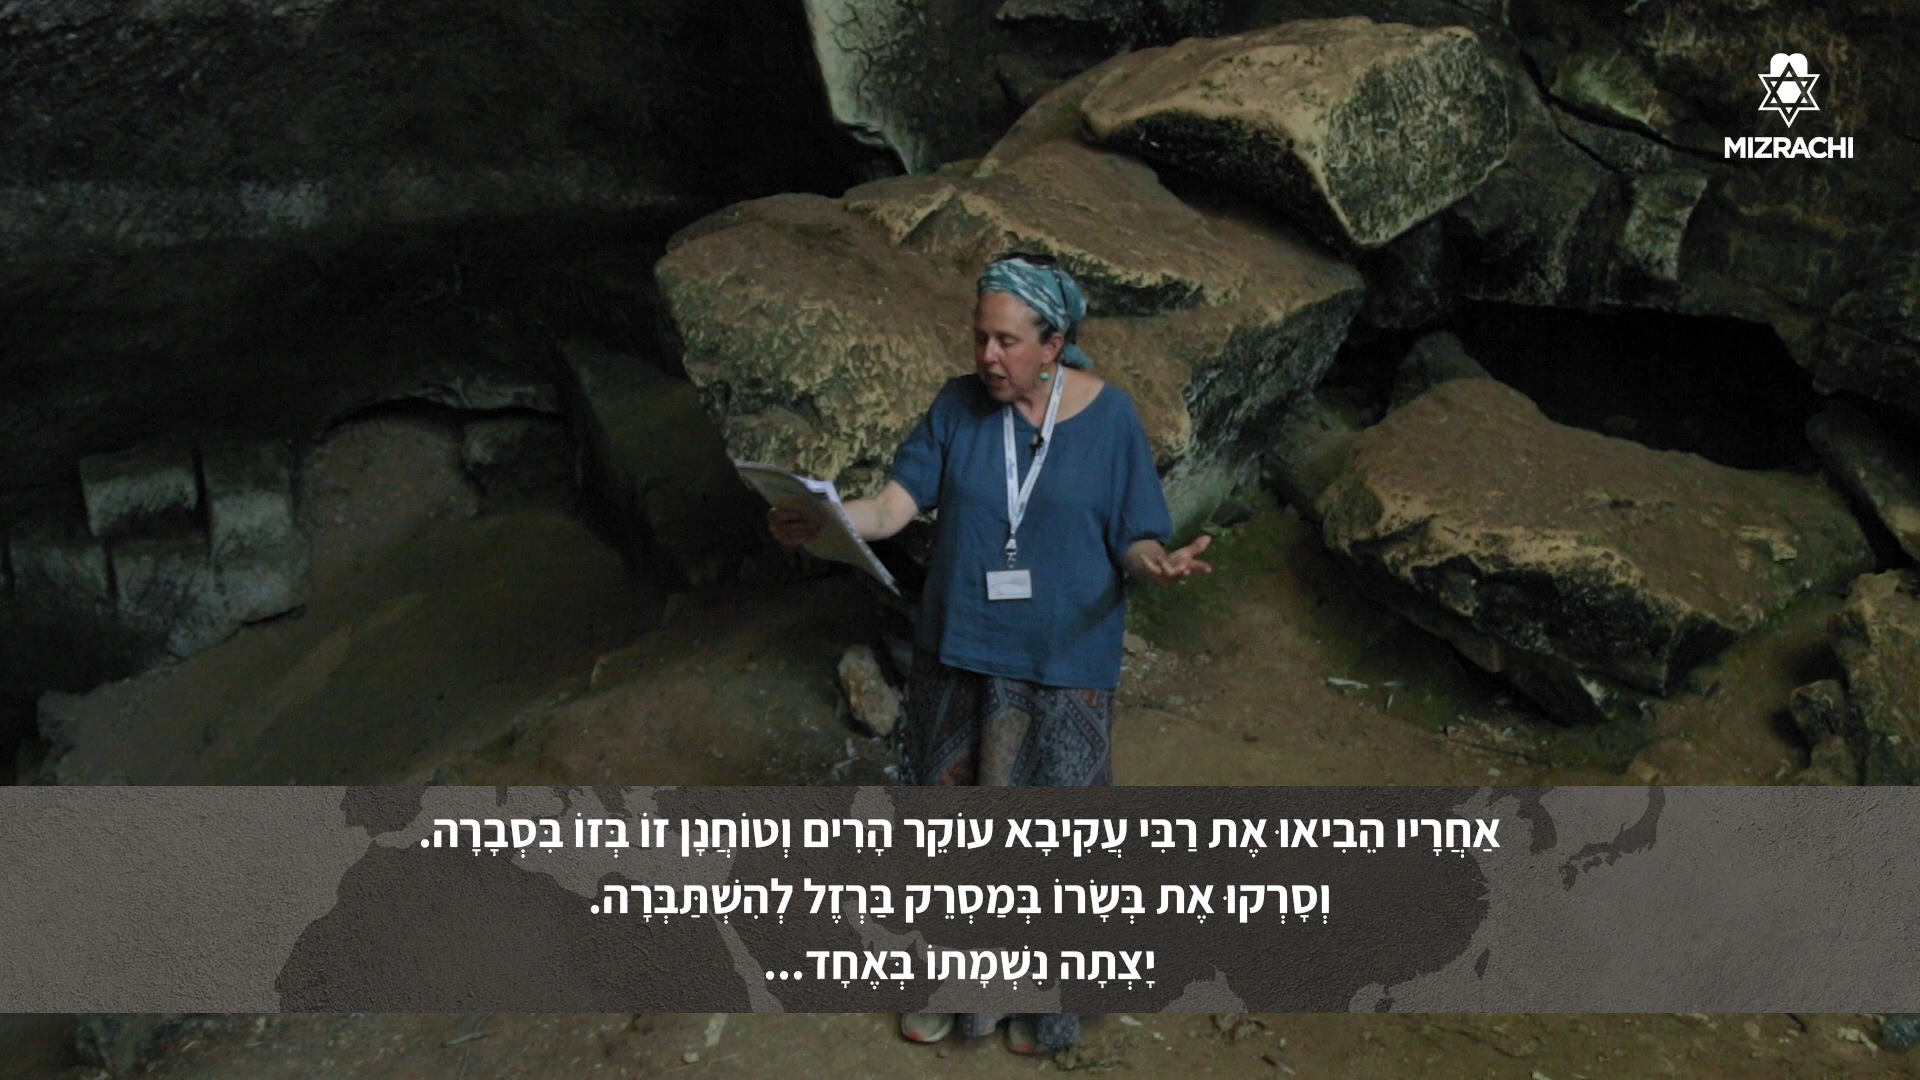 MIZRACHI
אַחֲרָיו הֵבִיאוּ אֶת רַבִּי עֲקִיבָא עוֹקֵר הָרִים וְטוֹחֲנָן זוֹ בְּזוֹ בִּסְבָרָה.
וְסָרְקוּ אֶת בְּשָׂרוֹ בְּמַסְרֵק בַּרְזֶל לְהִשְׁתַּבְּרָה.
יָצְתָה נִשְׁמָתוֹ בְּאֶחָד...